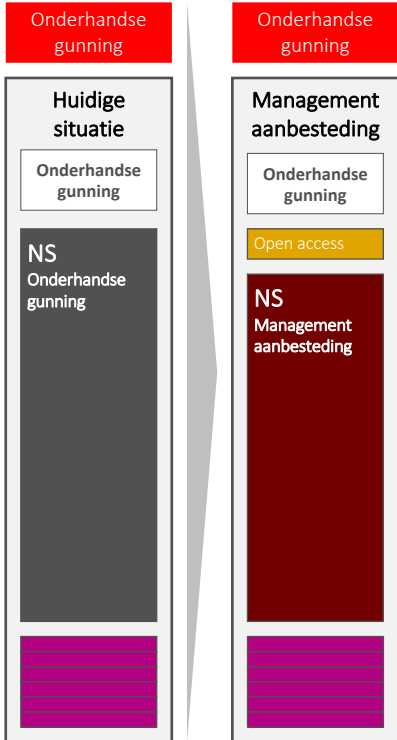 Onderhandse
gunning
Huidige
situatie
Onderhandse
gunning
NS
Onderhandse
gunning
Onderhandse
gunning
Management
aanbesteding
Onderhandse
gunning
Open access
NS
Management
aanbesteding